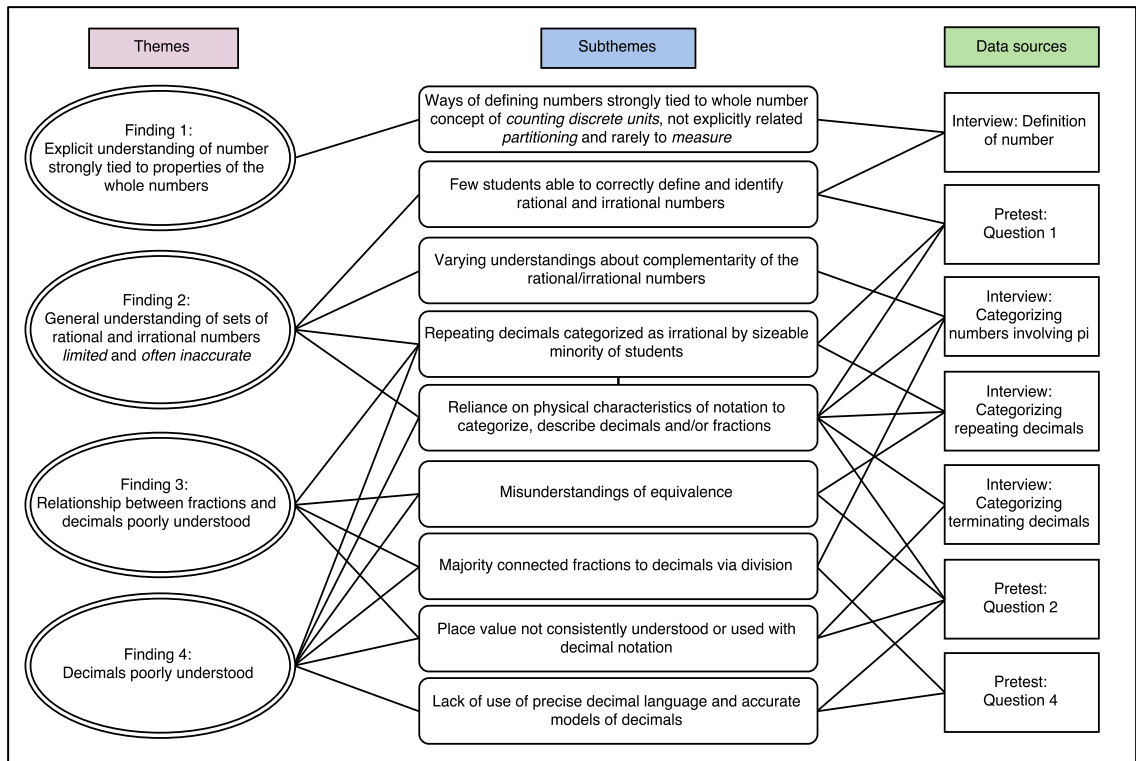 Themes
Subthemes
Data sources
Finding 1:
Explicit understanding of number
strongly tied to properties of the
whole numbers
Finding 2:
General understanding of sets of
rational and irrational numbers
limited and often inaccurate
Finding 3:
Relationship between fractions and
decimals poorly understood
Finding 4:
Decimals poorly understood
Ways of defining numbers strongly tied to whole number
concept of counting discrete units, not explicitly related
partitioning and rarely to measure
Few students able to correctly define and identify
rational and irrational numbers
Varying understandings about complementarity of the
rational/irrational numbers
Repeating decimals categorized as irrational by sizeable
minority of students
Reliance on physical characteristics of notation to
categorize, describe decimals and/or fractions
Misunderstandings of equivalence
Majority connected fractions to decimals via division
Place value not consistently understood or used with
decimal notation
Lack of use of precise decimal language and accurate
models of decimals
Interview: Definition
of number
Pretest:
Question 1
Interview:
Categorizing
numbers involving pi
Interview:
Categorizing
repeating decimals
Interview:
Categorizing
terminating decimals
Pretest:
Question 2
Pretest:
Question 4